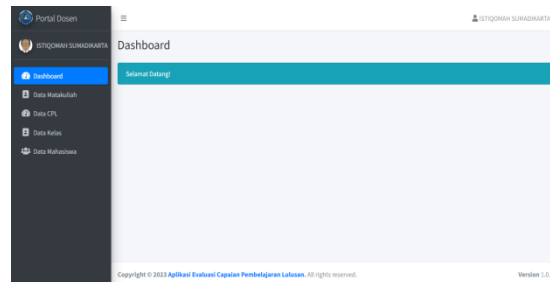 Portal Dosen
ISTIQOMAH SUMADIKARTA
ISTIQOMAH SUMADIKARTA
Dashboard
Selamat Datang!
Dashboard
Data Matakuliah
Data CPL
Data Kelas
Data Mahasiswa
Copyright © 2023 Aplikasi Evaluasi Capaian Pembelajaran Lulusan. All rights reserved.
Version 1.0.